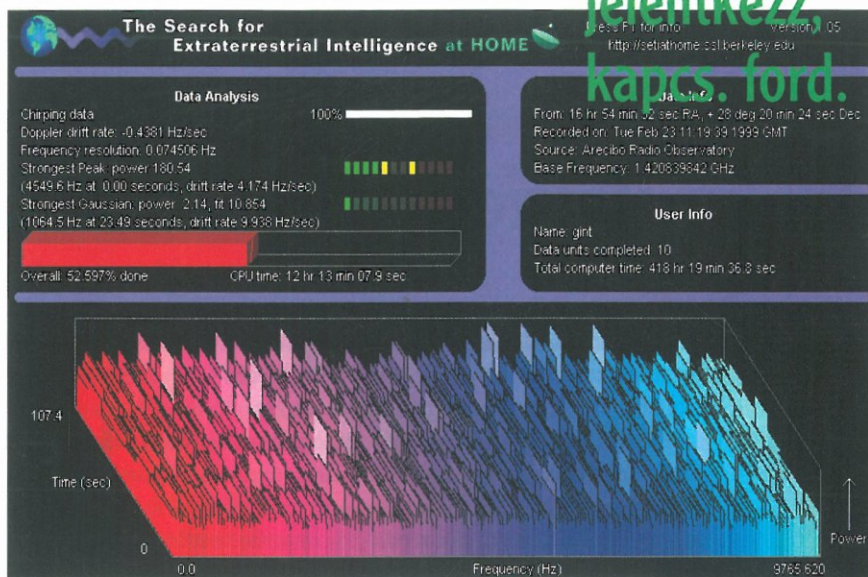 jelentkezz,
kapcs. ford.
The Search for
Extraterrestrial Intelligence at HOME
Press F1 for info
http://setiathome.ssl.berkeley.edu
Data Analysis
Chirping data 100%
Doppler drift rate: -0.4381 Hz/sec
Frequency resolution: 0.074506 Hz
Strongest Peak: power 180.54
(4549.6 Hz at 0.00 seconds, drift rate 4.174 Hz/sec)
Strongest Gaussian: power 2.14, fit 10.854
(1064.5 Hz at 23.49 seconds, drift rate 9.938 Hz/sec)
Overall: 52.597% done CPU time: 12 hr 13 min 07.9 sec
Data Info
From: 16 hr 54 min 52 sec RA, + 28 deg 20 min 24 sec Dec
Recorded on: Tue Feb 23 11:19:39 1999 GMT
Source: Arecibo Radio Observatory
Base Frequency: 1.420839842 GHz
User Info
Name: gint
Data units completed: 10
Total computer time: 418 hr 19 min 36.8 sec
107.4
Time (sec)
0
0.0
Frequency (Hz)
9765.620
Power